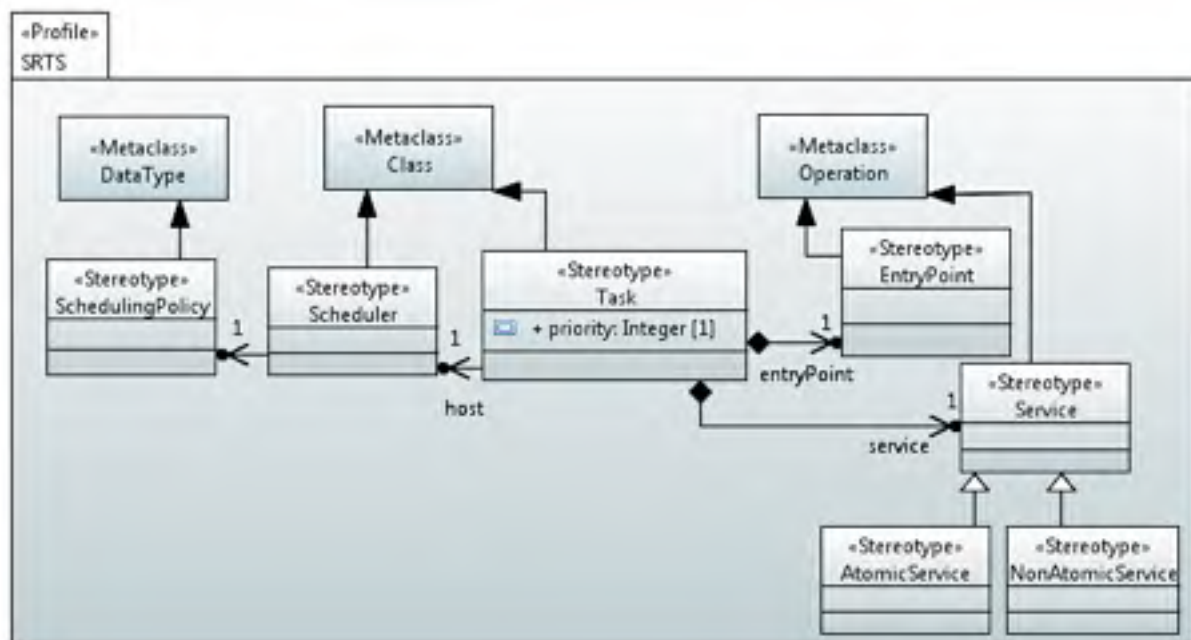 «Profile»
SRTS
«Metaclass»
DataType
«Metaclass»
Class
«Metaclass»
Operation
«Stereotype»
SchedulingPolicy
«Stereotype»
Scheduler
«Stereotype»
Task
+ priority: Integer [1]
«Stereotype»
EntryPoint
1
1
1
entryPoint
host
«Stereotype»
Service
1
service
«Stereotype»
AtomicService
«Stereotype»
NonAtomicService